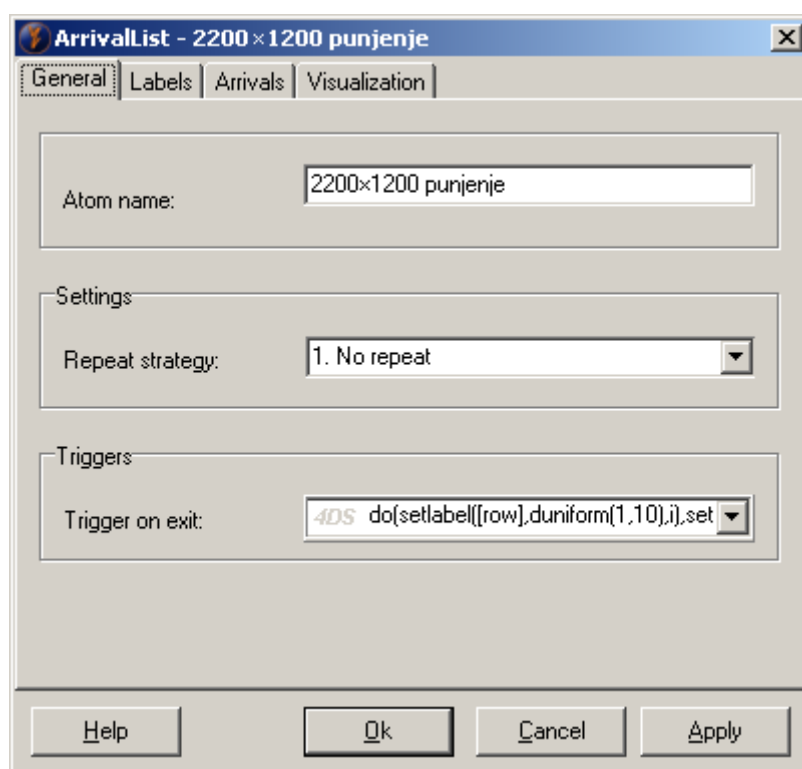 ArrivalList - 2200×1200 punjenje
General Labels Arrivals Visualization
Atom name: 2200×1200 punjenje
Settings
Repeat strategy: 1. No repeat
Triggers
Trigger on exit: 4DS do(setlabel([row],duniform(1,10),i),set
Help Ok Cancel Apply